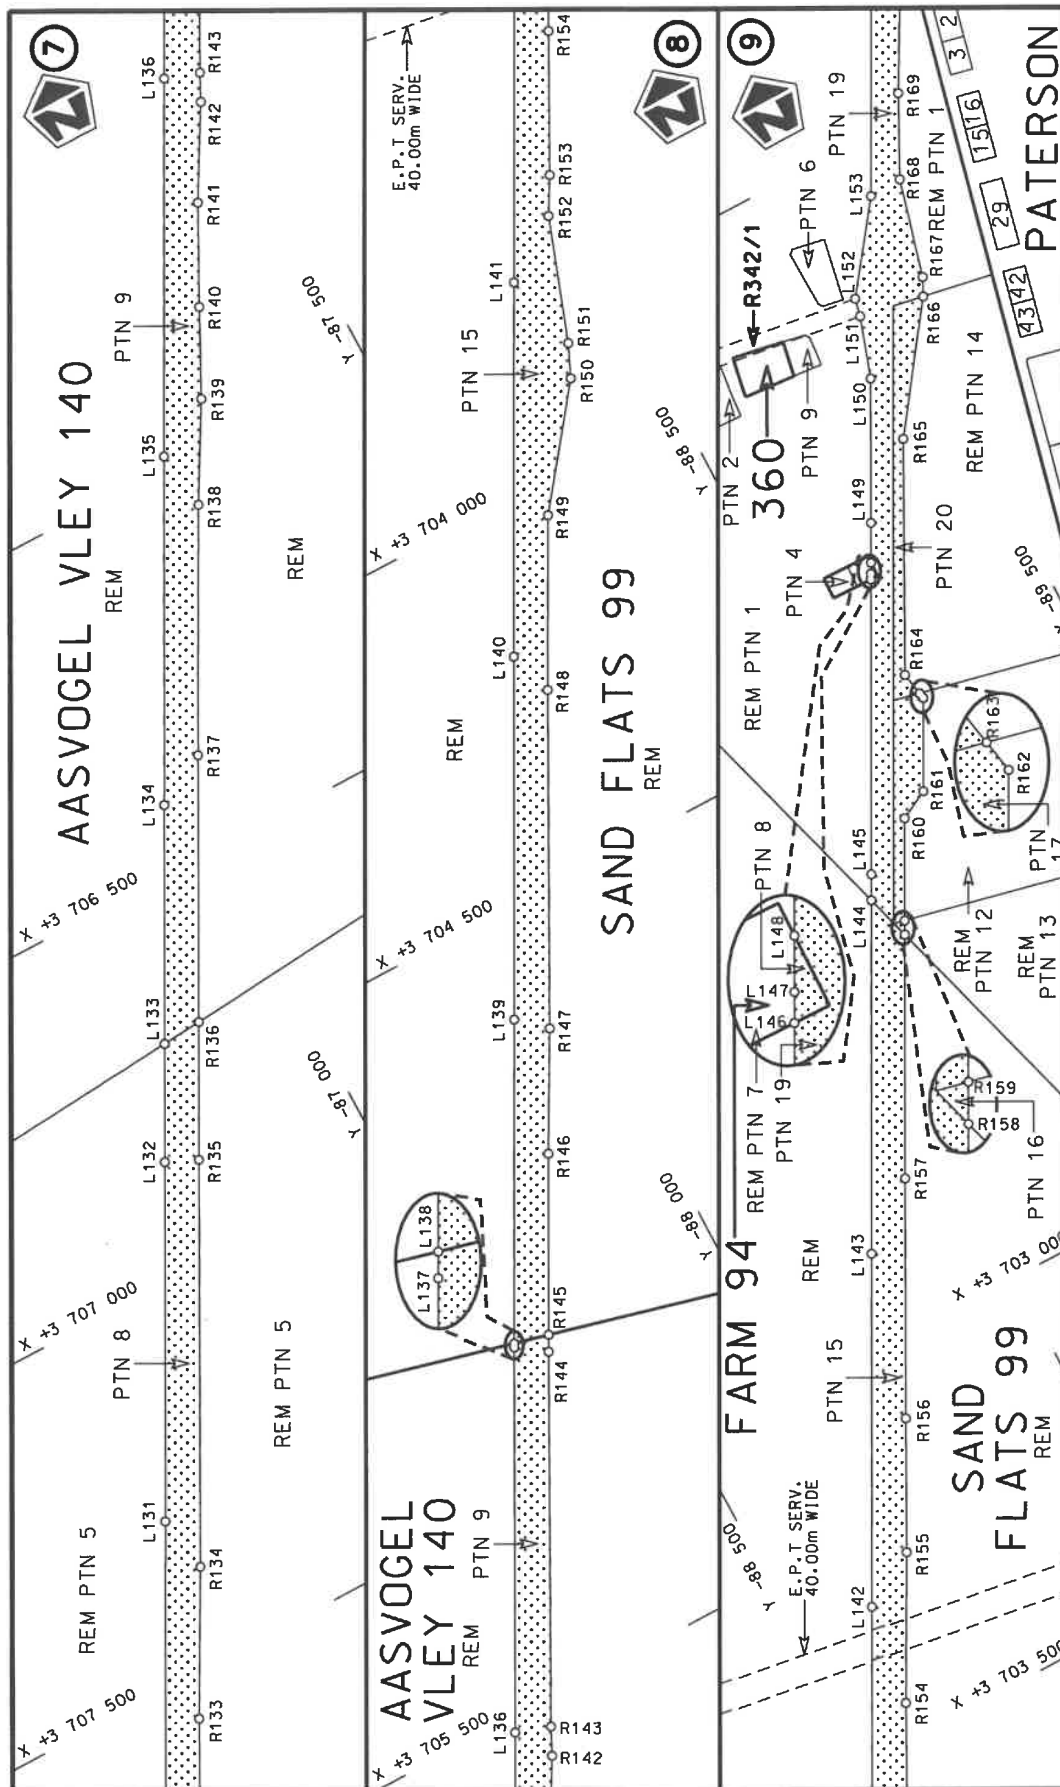 7
AASVOGEL VLEY 140
REM
PTN 9
REM PTN 5
PTN 8
REM
REM PTN 5
L131
L132
L133
L134
L135
L136
R133
R134
R135
R136
R137
R138
R139
R140
R141
R142
R143
X +3 707 500
X +3 707 000
X +3 706 500
Y -87 000
Y -87 500
8
AASVOGEL
VLEY 140
REM
PTN 9
SAND FLATS 99
REM
REM
PTN 15
E.P.T SERV.
40.00m WIDE
L136
L137
L138
L139
L140
L141
R142
R143
R144
R145
R146
R147
R148
R149
R150
R151
R152
R153
R154
X +3 705 500
X +3 704 500
X +3 704 000
Y -88 000
Y -88 500
9
FARM 94
REM
PTN 15
REM PTN 7
PTN 19
PTN 8
REM PTN 1
PTN 4
360
PTN 2
PTN 9
R342/1
PTN 6
PTN 19
E.P.T SERV.
40.00m WIDE
L142
L143
L144
L145
L146
L147
L148
L149
L150
L151
L152
L153
R154
R155
R156
R157
R158
R159
R160
R161
R162
R163
R164
R165
R166
R167
R168
R169
SAND
FLATS 99
REM
PTN 16
REM
PTN 12
REM
PTN 13
PTN
17
PTN 20
REM PTN 14
REM PTN 1
PATERSON
43
42
29
15
16
3
2
X +3 703 500
X +3 703 000
Y -88 500
Y -89 500